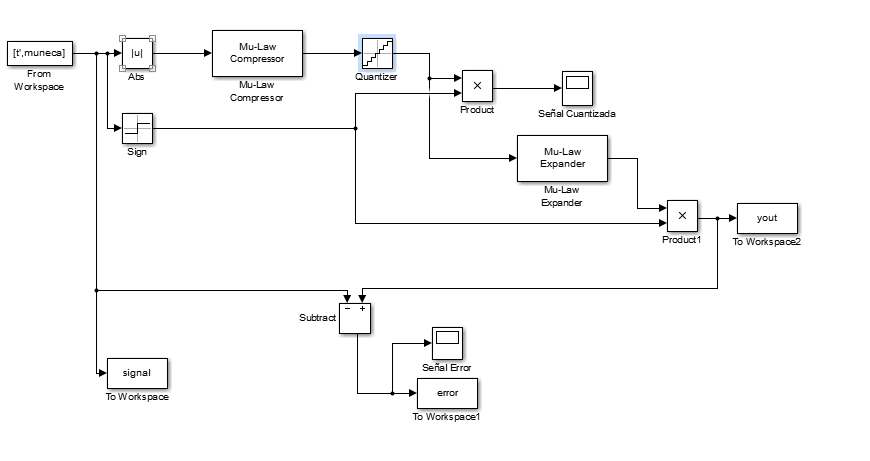 [t',muneca]
From
Workspace
|u|
Abs
Mu-Law
Compressor
Mu-Law
Compressor
Quantizer
×
Product
Señal Cuantizada
Sign
Mu-Law
Expander
Mu-Law
Expander
×
Product1
yout
To Workspace2
Subtract
− +
Señal Error
signal
To Workspace
error
To Workspace1